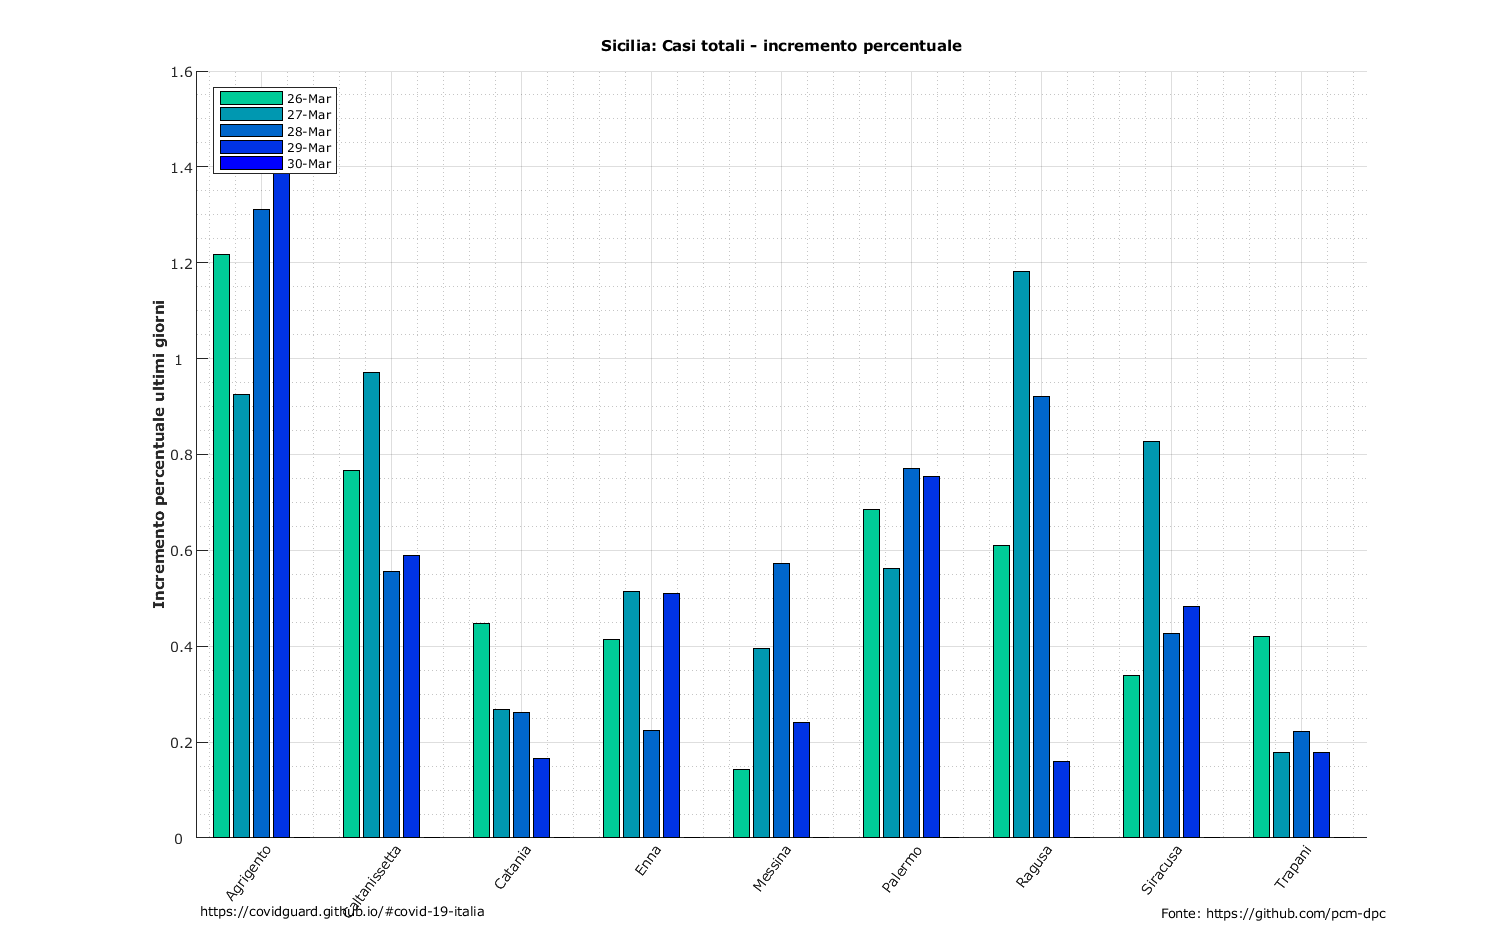 Sicilia: Casi totali - incremento percentuale
1.6
1.4
1.2
1
0.8
0.6
0.4
0.2
0
Incremento percentuale ultimi giorni
26-Mar
27-Mar
28-Mar
29-Mar
30-Mar
Agrigento
Caltanissetta
Catania
Enna
Messina
Palermo
Ragusa
Siracusa
Trapani
https://covidguard.github.io/#covid-19-italia
Fonte: https://github.com/pcm-dpc